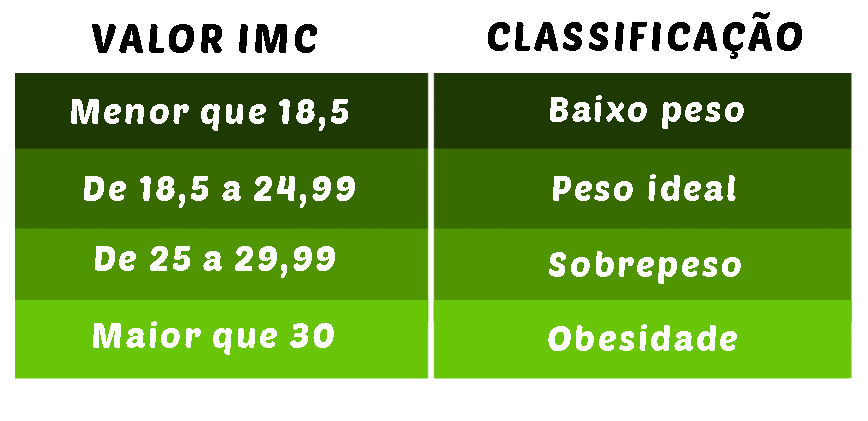 VALOR IMC CLASSIFICAÇÃO
Menor que 18,5 Baixo peso
De 18,5 a 24,99 Peso ideal
De 25 a 29,99 Sobrepeso
Maior que 30 Obesidade